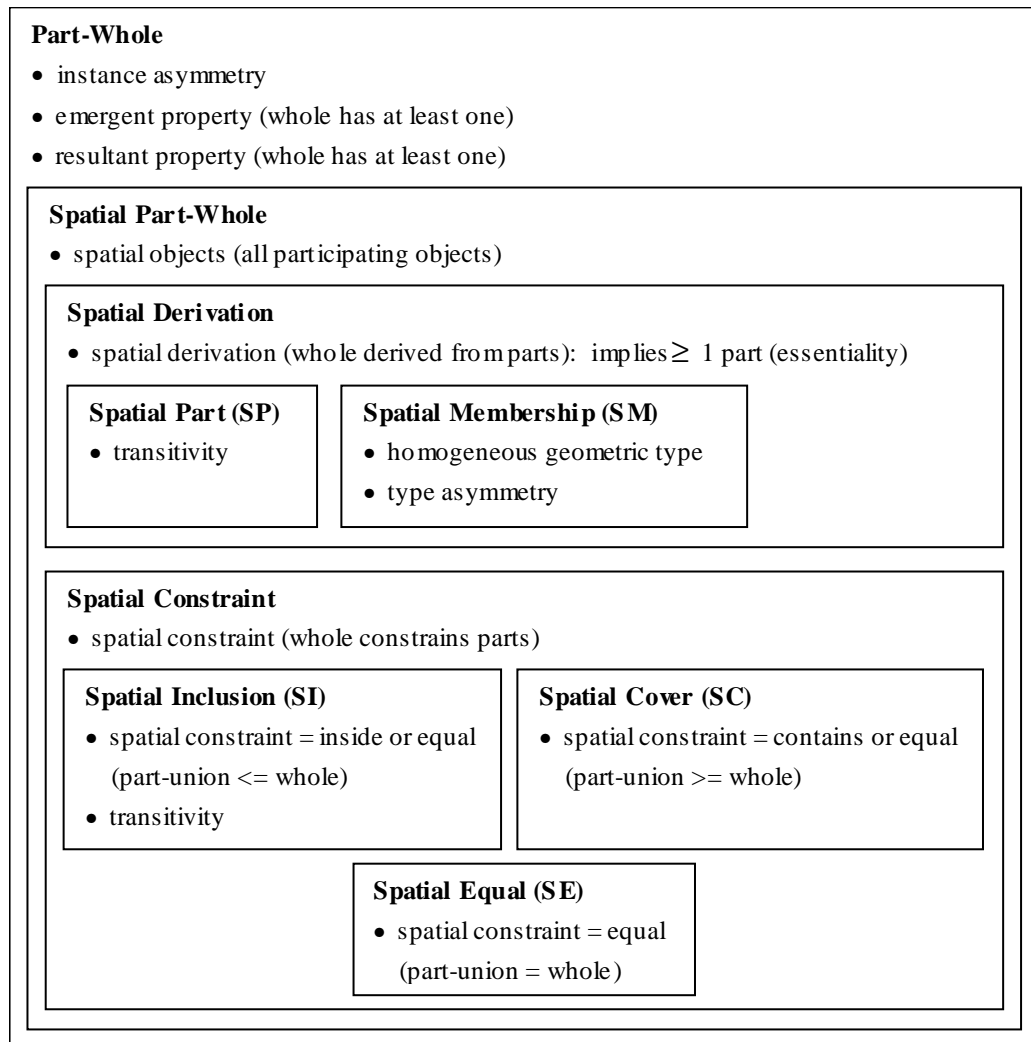 Part-Whole
• instance asymmetry
• emergent property (whole has at least one)
• resultant property (whole has at least one)
Spatial Part-Whole
• spatial objects (all participating objects)
Spatial Derivation
• spatial derivation (whole derived from parts): implies ≥ 1 part (essentiality)
Spatial Part (SP)
• transitivity
Spatial Membership (SM)
• homogeneous geometric type
• type asymmetry
Spatial Constraint
• spatial constraint (whole constrains parts)
Spatial Inclusion (SI)
• spatial constraint = inside or equal
(part-union <= whole)
• transitivity
Spatial Cover (SC)
• spatial constraint = contains or equal
(part-union >= whole)
Spatial Equal (SE)
• spatial constraint = equal
(part-union = whole)